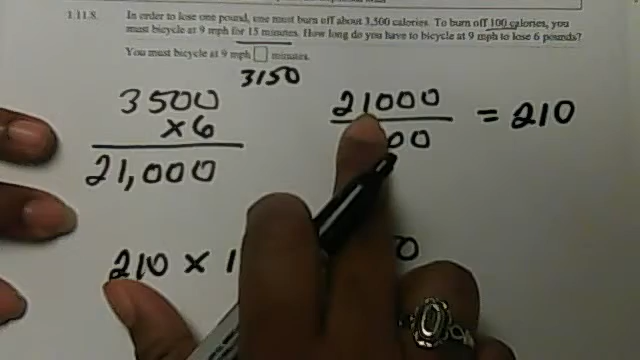 1.11.8. In order to lose one pound, one must burn off about 3,500 calories. To burn off 100 calories, you
must bicycle at 9 mph for 15 minutes. How long do you have to bicycle at 9 mph to lose 6 pounds?
You must bicycle at 9 mph minutes.
3150
3500
×6
21,000
21000
00
= 210
210 × 1
0